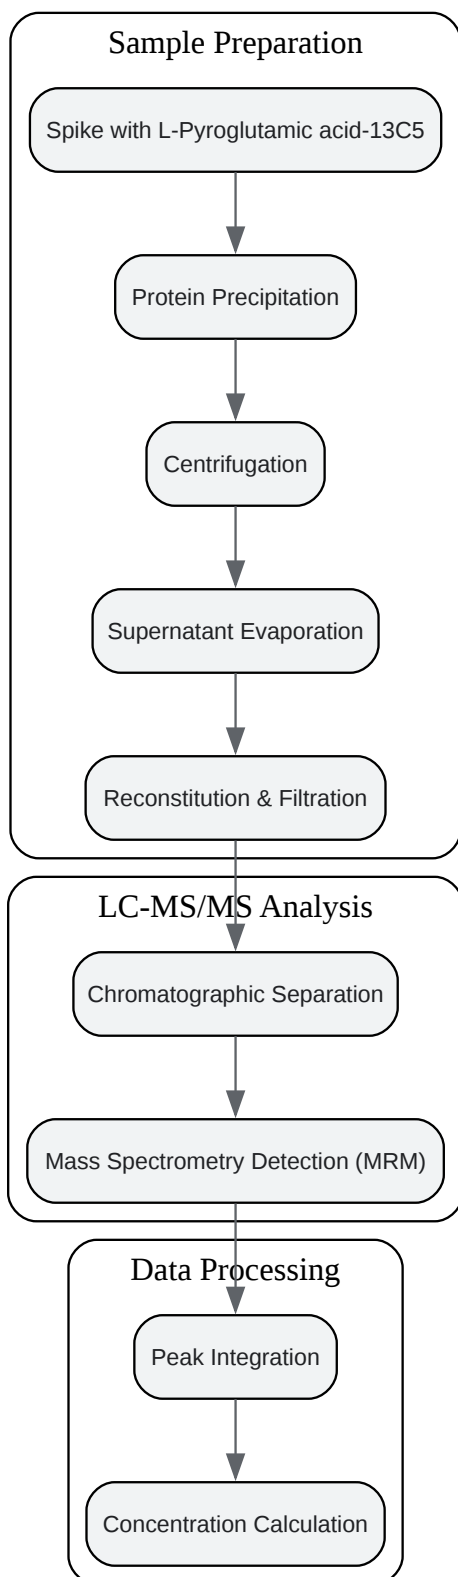 Sample Preparation
Spike with L-Pyroglutamic acid-13C5
Protein Precipitation
Centrifugation
Supernatant Evaporation
Reconstitution & Filtration
LC-MS/MS Analysis
Chromatographic Separation
Mass Spectrometry Detection (MRM)
Data Processing
Peak Integration
Concentration Calculation